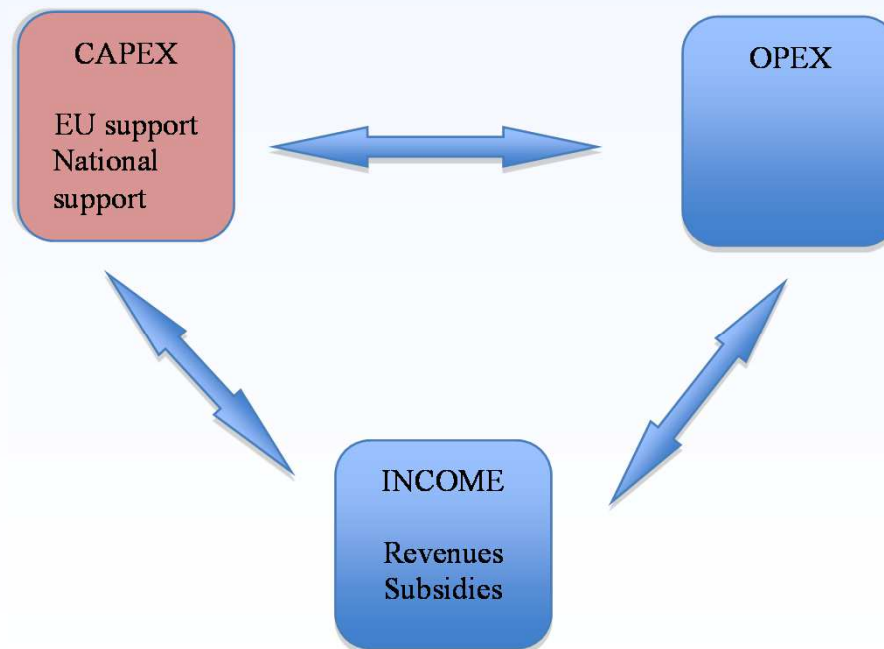 CAPEX
EU support
National
support
OPEX
INCOME
Revenues
Subsidies